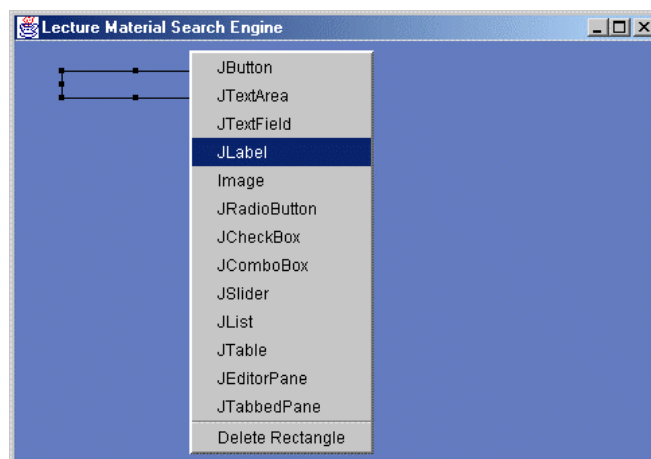 Lecture Material Search Engine
JButton
JTextArea
JTextField
JLabel
Image
JRadioButton
JCheckBox
JComboBox
JSlider
JList
JTable
JEditorPane
JTabbedPane
Delete Rectangle